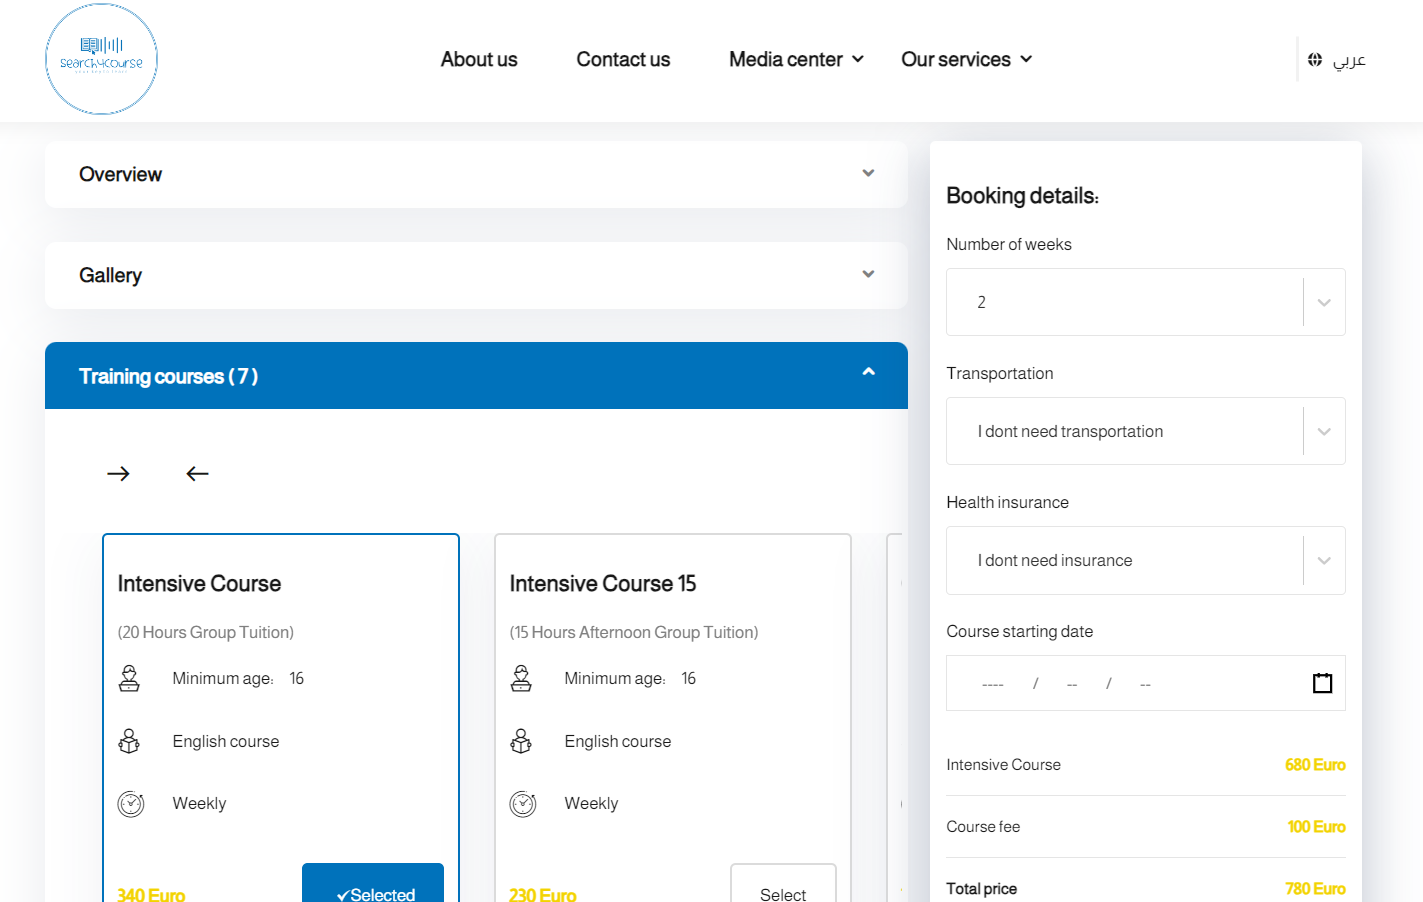 searchycourse
About us
Contact us
Media center
Our services
عربي
Overview
Gallery
Training courses ( 7 )
Intensive Course
(20 Hours Group Tuition)
Minimum age: 16
English course
Weekly
340 Euro
Selected
Intensive Course 15
(15 Hours Afternoon Group Tuition)
Minimum age: 16
English course
Weekly
230 Euro
Select
Booking details:
Number of weeks
2
Transportation
I dont need transportation
Health insurance
I dont need insurance
Course starting date
---- / -- / --
Intensive Course 680 Euro
Course fee 100 Euro
Total price 780 Euro